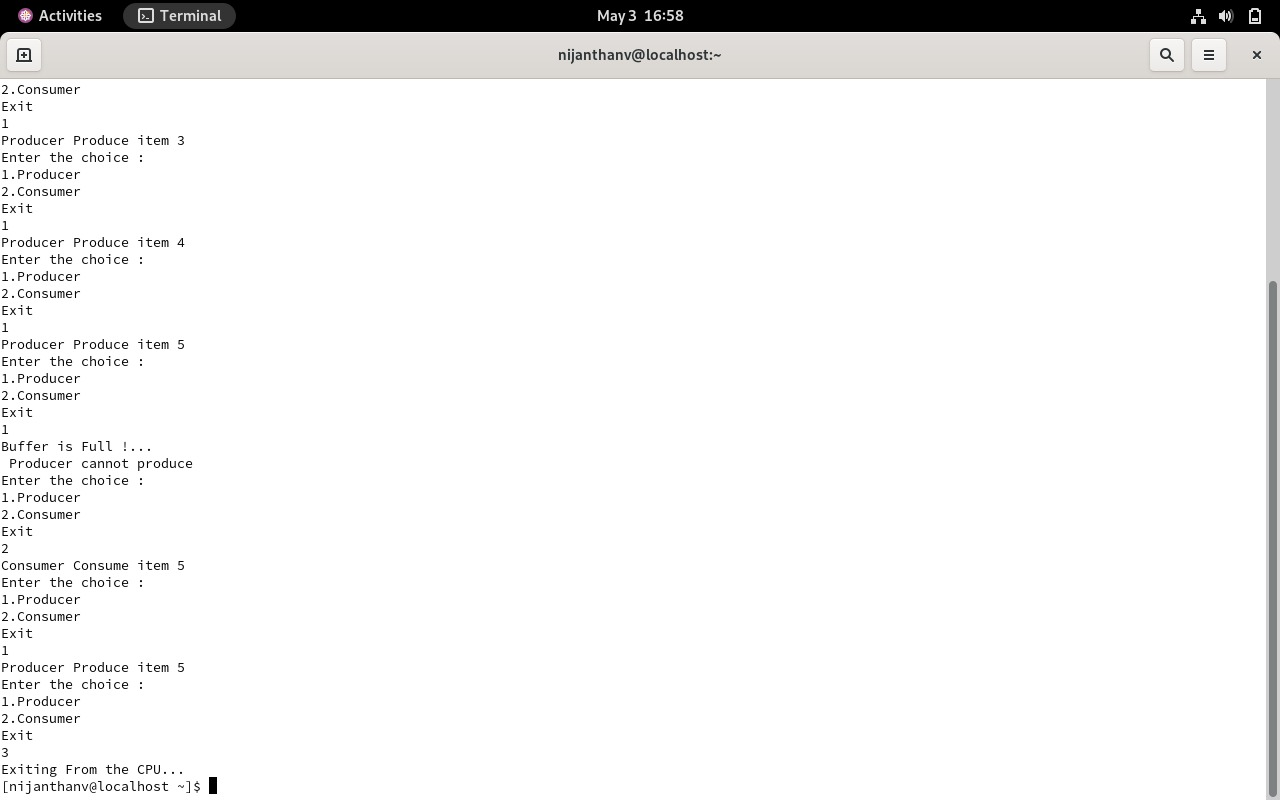 Activities
Terminal
May 3 16:58
nijanthanv@localhost:~
2.Consumer
Exit
1
Producer Produce item 3
Enter the choice :
1.Producer
2.Consumer
Exit
1
Producer Produce item 4
Enter the choice :
1.Producer
2.Consumer
Exit
1
Producer Produce item 5
Enter the choice :
1.Producer
2.Consumer
Exit
1
Buffer is Full !...
Producer cannot produce
Enter the choice :
1.Producer
2.Consumer
Exit
2
Consumer Consume item 5
Enter the choice :
1.Producer
2.Consumer
Exit
1
Producer Produce item 5
Enter the choice :
1.Producer
2.Consumer
Exit
3
Exiting From the CPU...
[nijanthanv@localhost ~]$